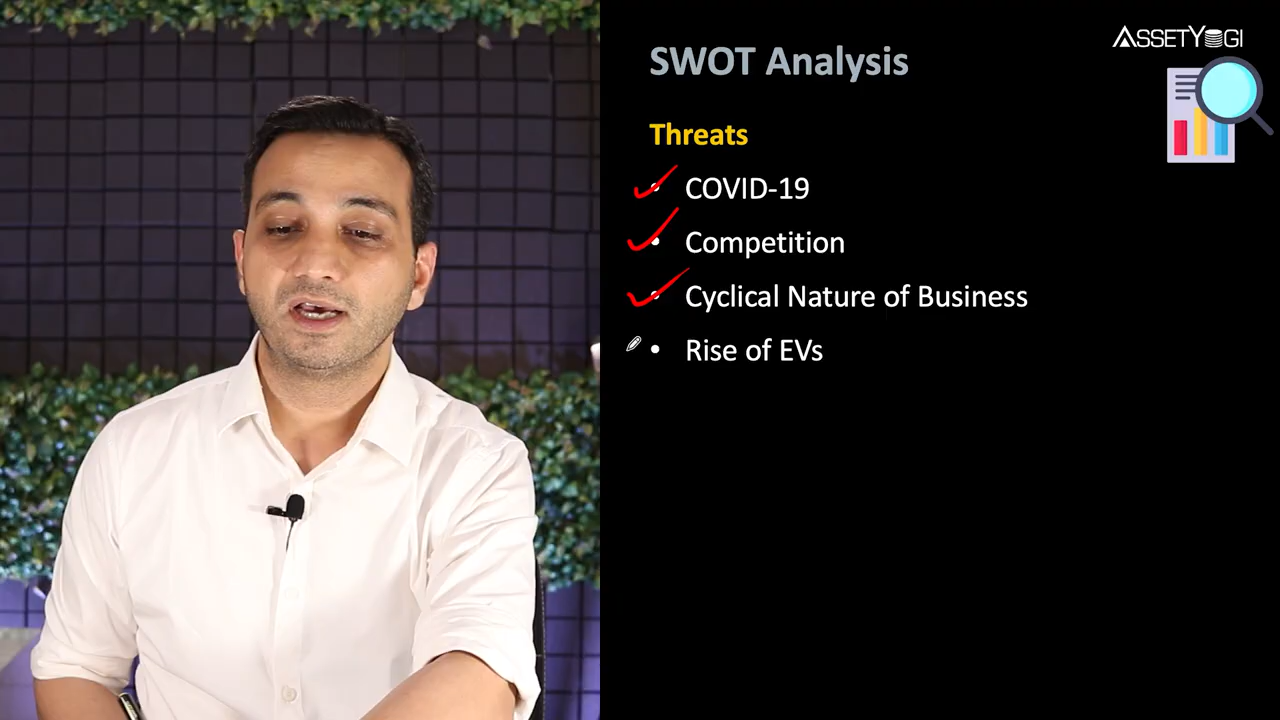 ASSETYOGI
SWOT Analysis
Threats
• COVID-19
• Competition
• Cyclical Nature of Business
• Rise of EVs